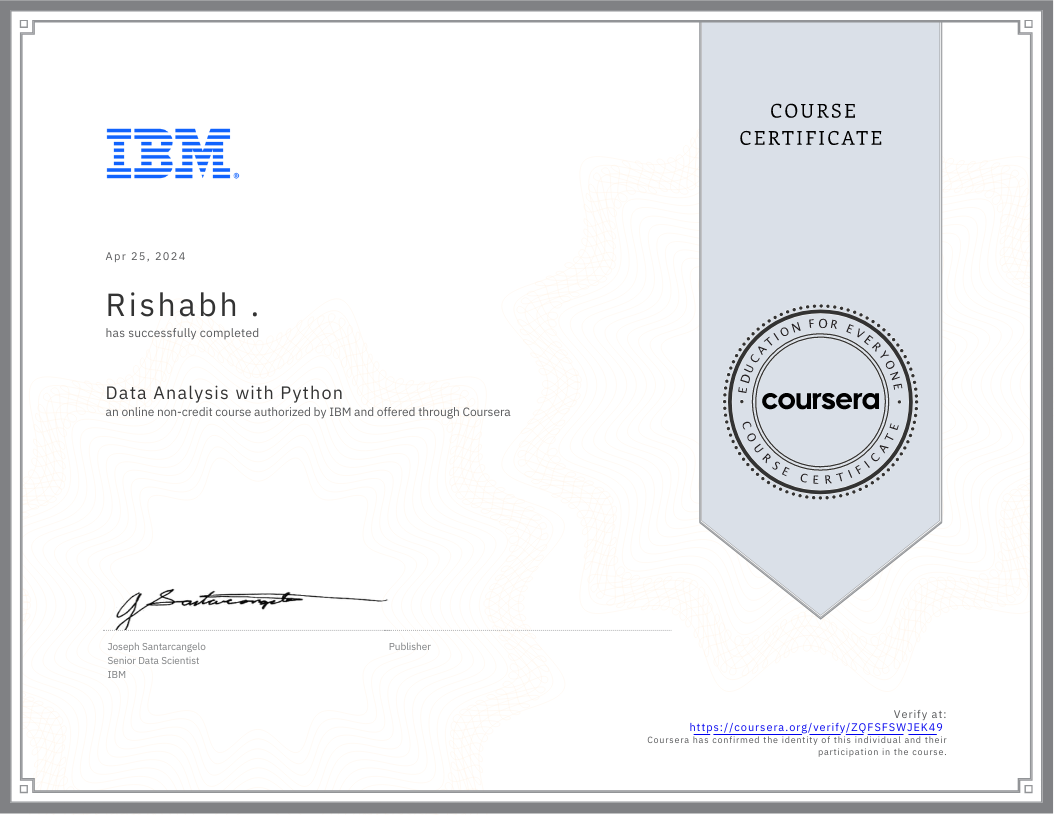 COURSE
CERTIFICATE
IBM®
Apr 25, 2024
Rishabh .
has successfully completed
Data Analysis with Python
an online non-credit course authorized by IBM and offered through Coursera
EDUCATION FOR EVERYONE
coursera
COURSE CERTIFICATE
J Santarcangelo
Joseph Santarcangelo
Senior Data Scientist
IBM
Publisher
Verify at:
https://coursera.org/verify/ZQFSFSWJEK49
Coursera has confirmed the identity of this individual and their
participation in the course.